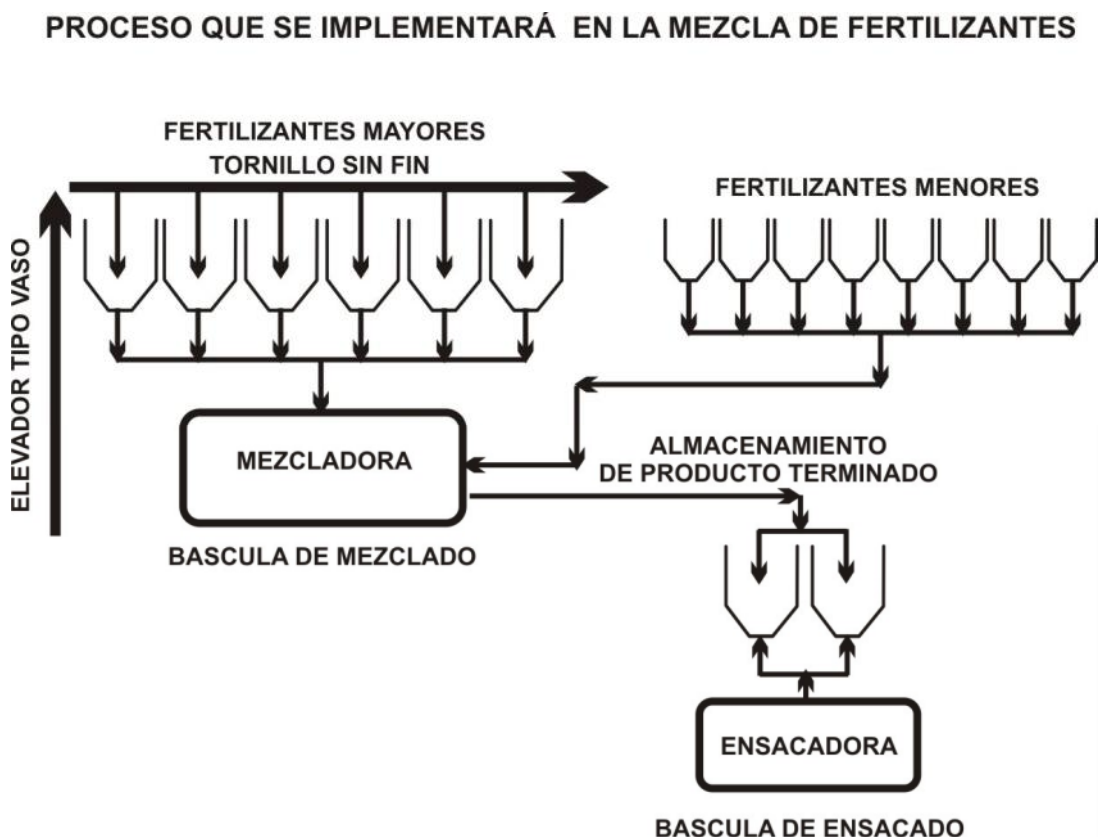 PROCESO QUE SE IMPLEMENTARÁ EN LA MEZCLA DE FERTILIZANTES
FERTILIZANTES MAYORES
TORNILLO SIN FIN
FERTILIZANTES MENORES
ELEVADOR TIPO VASO
MEZCLADORA
BASCULA DE MEZCLADO
ALMACENAMIENTO
DE PRODUCTO TERMINADO
ENSACADORA
BASCULA DE ENSACADO